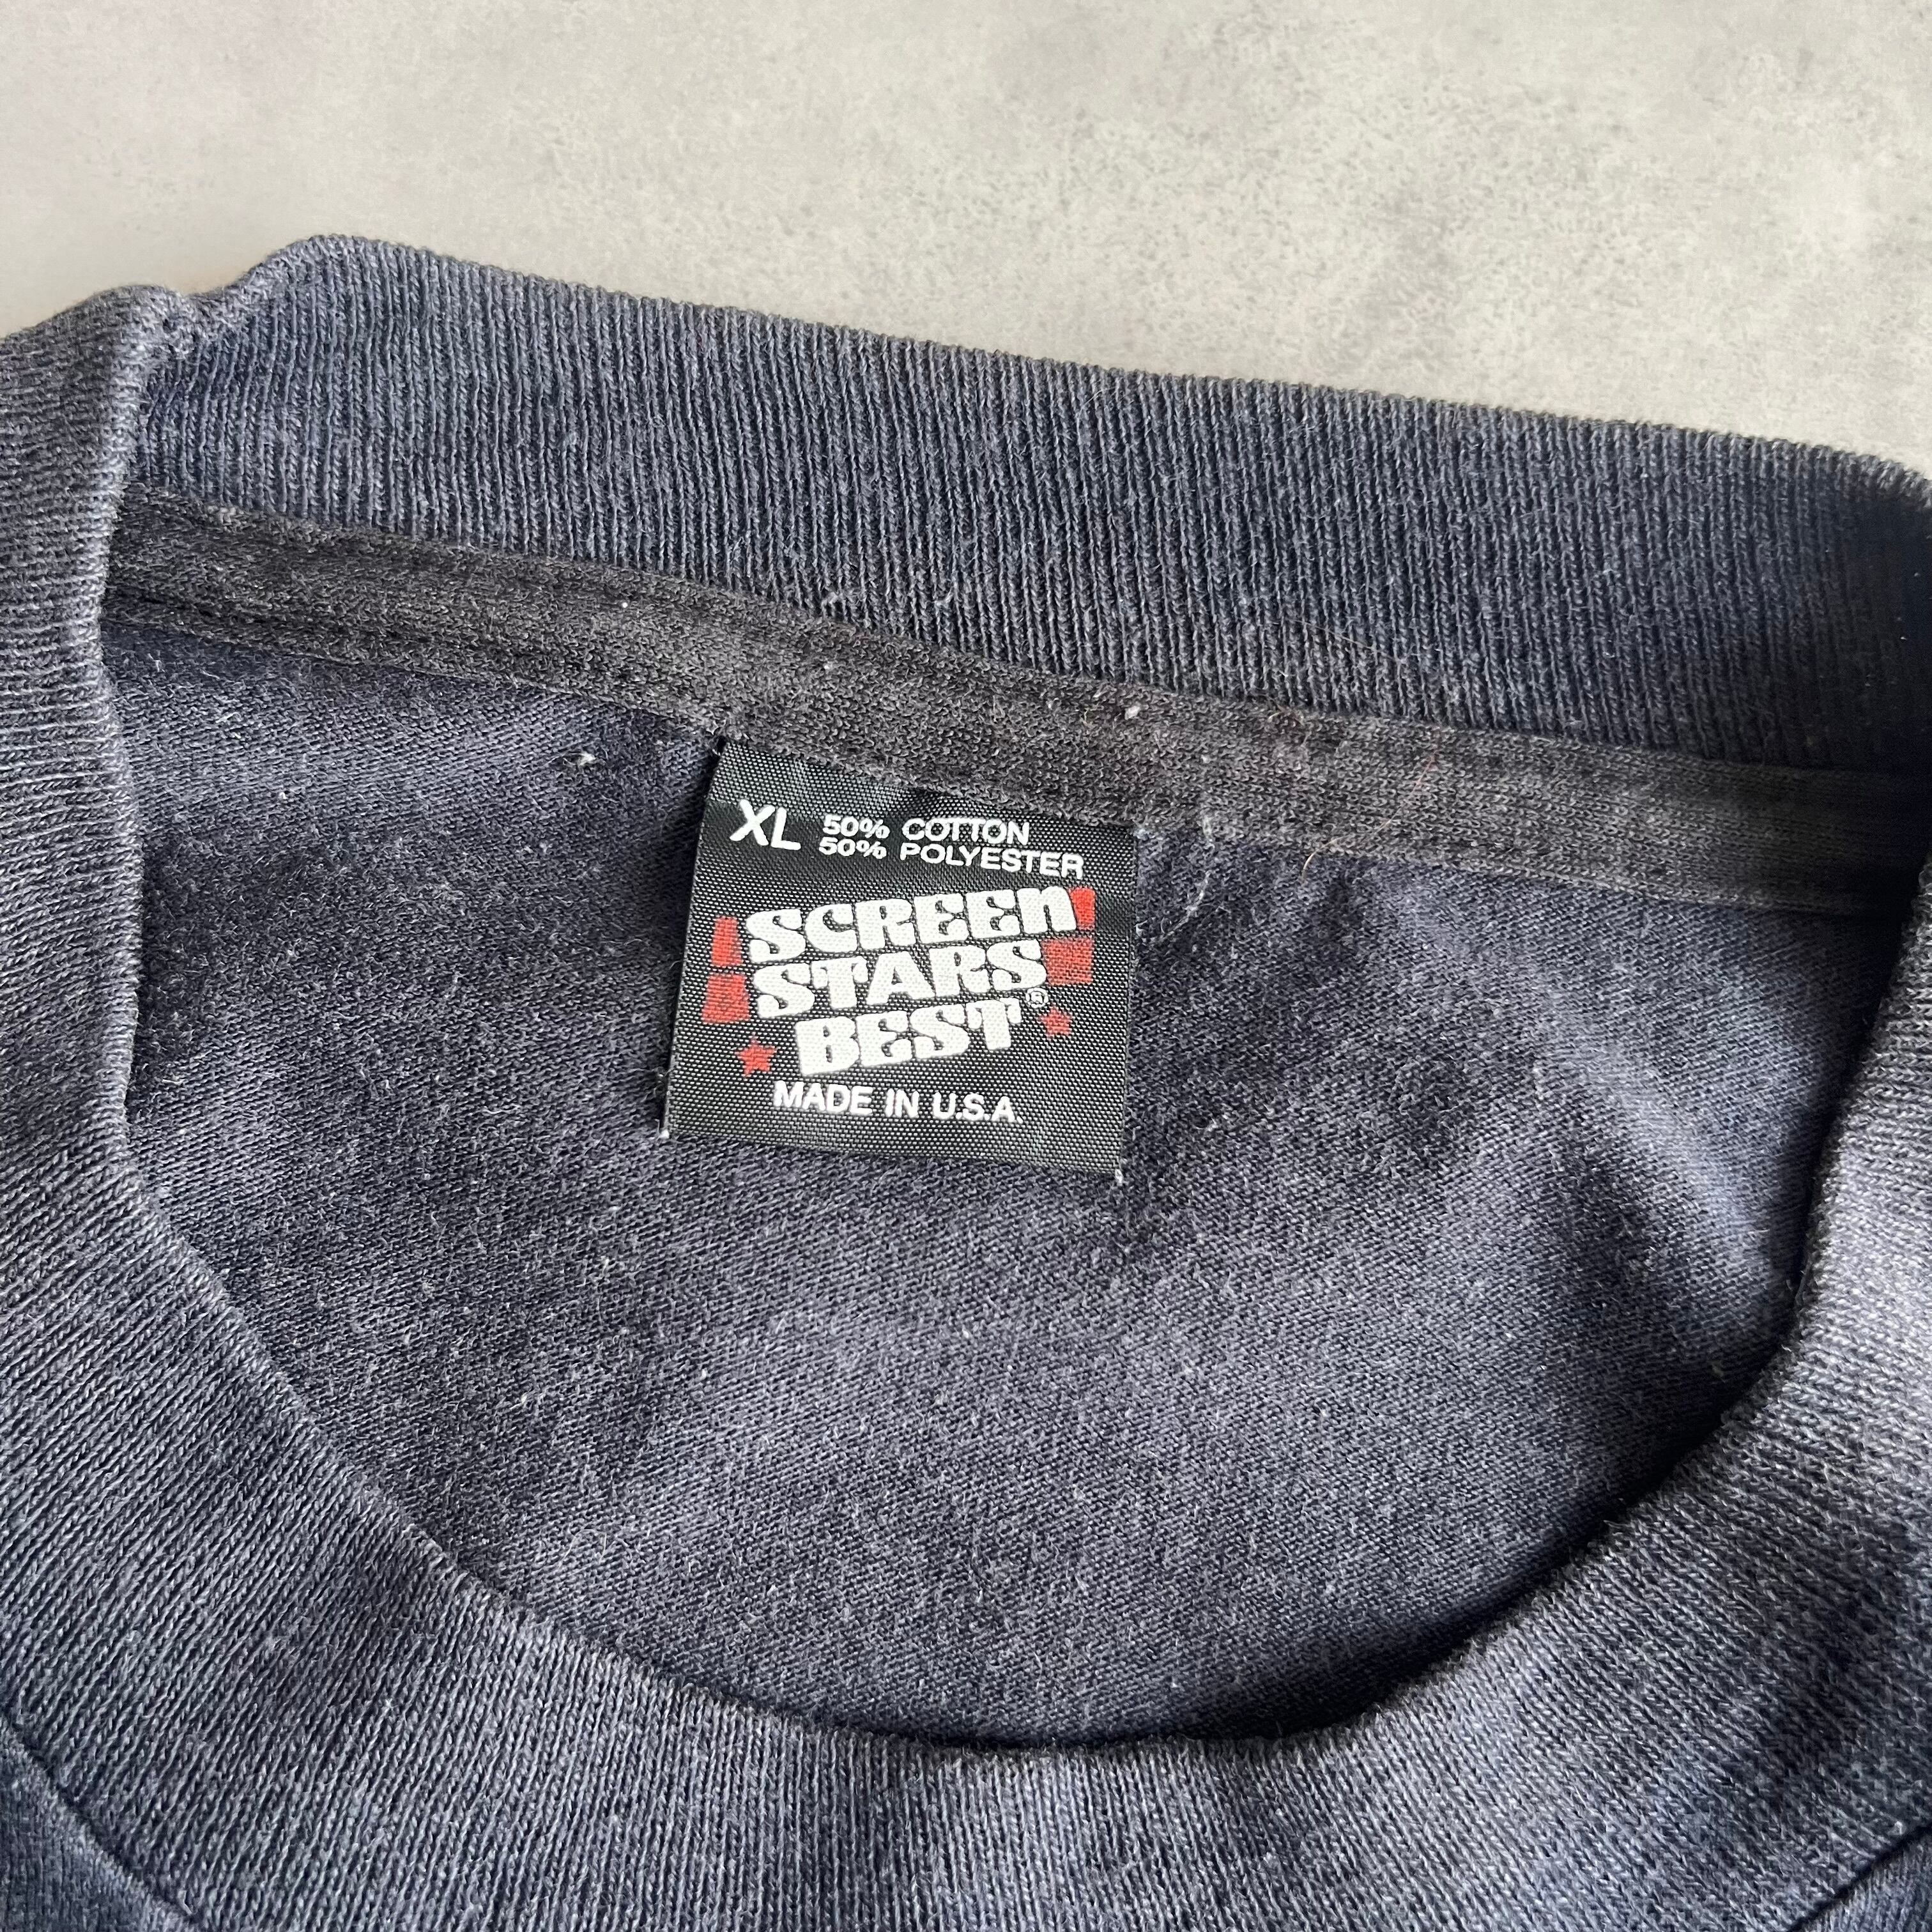 XL 50% COTTON
50% POLYESTER
SCREEn
STARS
BEST®
MADE IN U.S.A